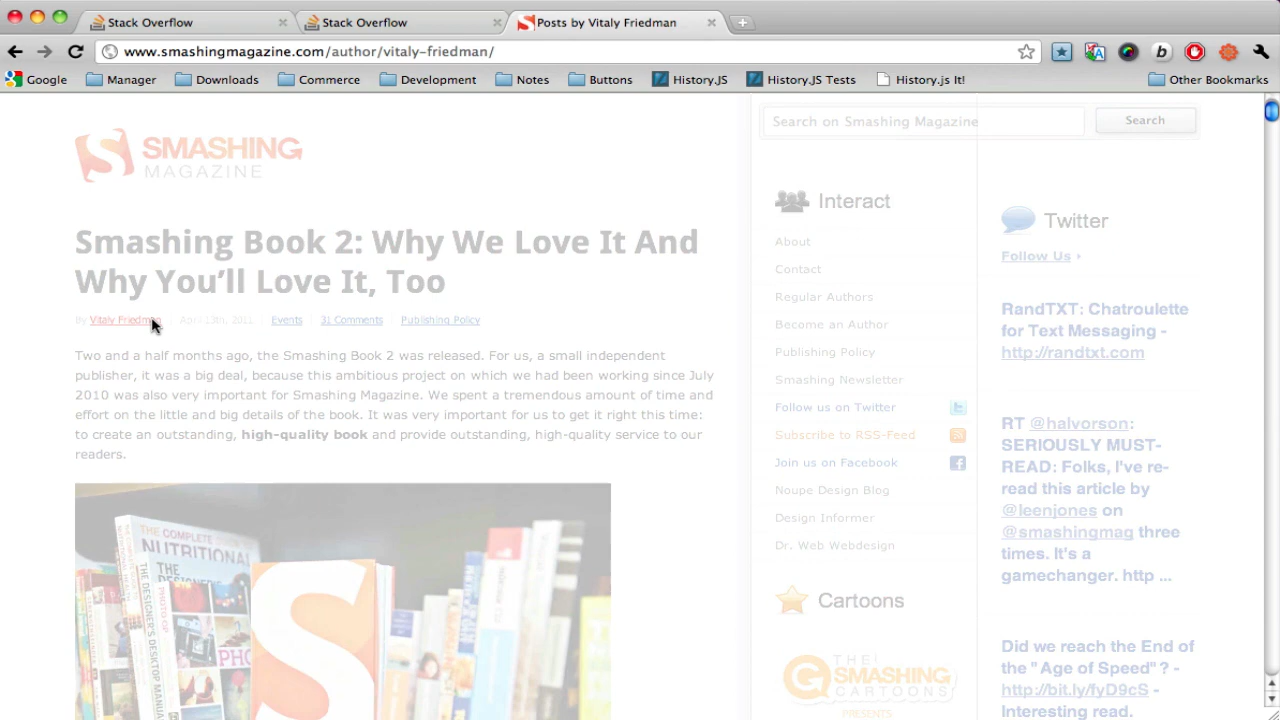 Stack Overflow
Stack Overflow
Posts by Vitaly Friedman
www.smashingmagazine.com/author/vitaly-friedman/
Google
Manager
Downloads
Commerce
Development
Notes
Buttons
History.JS
History.JS Tests
History.js It!
Other Bookmarks
SMASHING
MAGAZINE
Smashing Book 2: Why We Love It And
Why You'll Love It, Too
By Vitaly Friedman April 13th, 2011 Events 31 Comments Publishing Policy
Two and a half months ago, the Smashing Book 2 was released. For us, a small independent
publisher, it was a big deal, because this ambitious project on which we had been working since July
2010 was also very important for Smashing Magazine. We spent a tremendous amount of time and
effort on the little and big details of the book. It was very important for us to get it right this time:
to create an outstanding, high-quality book and provide outstanding, high-quality service to our
readers.
THE COMPLETE
NUTRITIONAL
THE DESIGNER'S DESKTOP MANUAL
Search on Smashing Magazine
Search
Interact
About
Contact
Regular Authors
Become an Author
Publishing Policy
Smashing Newsletter
Follow us on Twitter
Subscribe to RSS-Feed
Join us on Facebook
Noupe Design Blog
Design Informer
Dr. Web Webdesign
Cartoons
THE
SMASHING
CARTOONS
PRESENTS
Twitter
Follow Us
RandTXT: Chatroulette
for Text Messaging -
http://randtxt.com
RT @halvorson:
SERIOUSLY MUST-
READ: Folks, I've re-
read this article by
@leenjones on
@smashingmag three
times. It's a
gamechanger. http ...
Did we reach the End of
the "Age of Speed"? -
http://bit.ly/fyD9cS -
Interesting read.